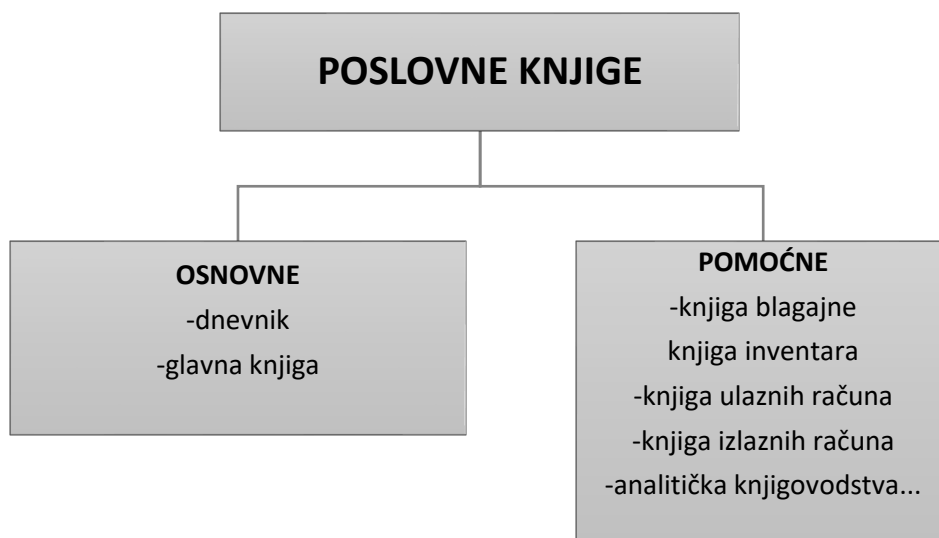 POSLOVNE KNJIGE
OSNOVNE
-dnevnik
-glavna knjiga
POMOĆNE
-knjiga blagajne
knjiga inventara
-knjiga ulaznih računa
-knjiga izlaznih računa
-analitička knjigovodstva...